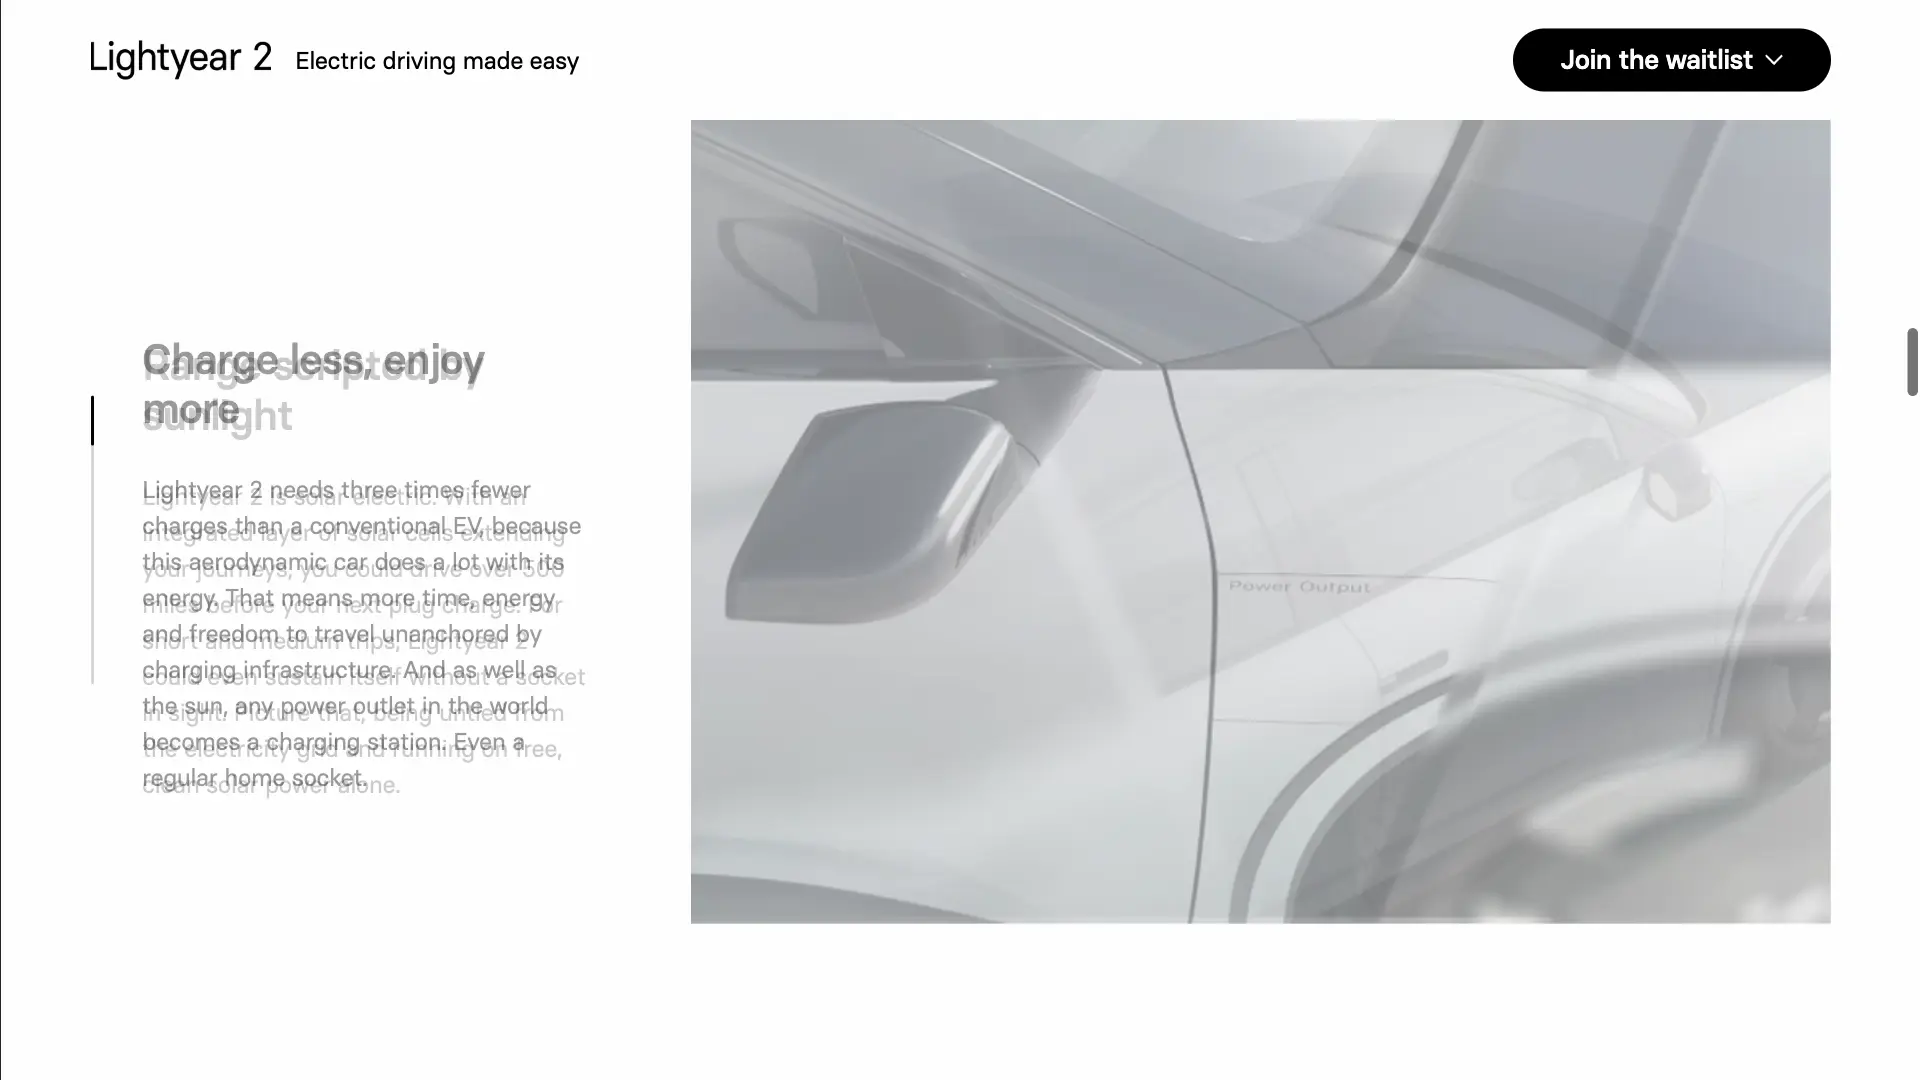 Lightyear 2 Electric driving made easy
Join the waitlist
Charge less, enjoy
more
Lightyear 2 needs three times fewer
charges than a conventional EV, because
this aerodynamic car does a lot with its
energy. That means more time, energy
and freedom to travel unanchored by
charging infrastructure. And as well as
the sun, any power outlet in the world
becomes a charging station. Even a
regular home socket.
Range scripted by
sunlight
Lightyear 2 is solar electric. With an
integrated layer of solar cells extending
your journeys, you could drive over 500
miles before your next plug charge. For
short and medium trips, Lightyear 2
could even sustain itself without a socket
in sight. Picture that, being untied from
the electricity grid and running on free,
clean solar power alone.
Power Output